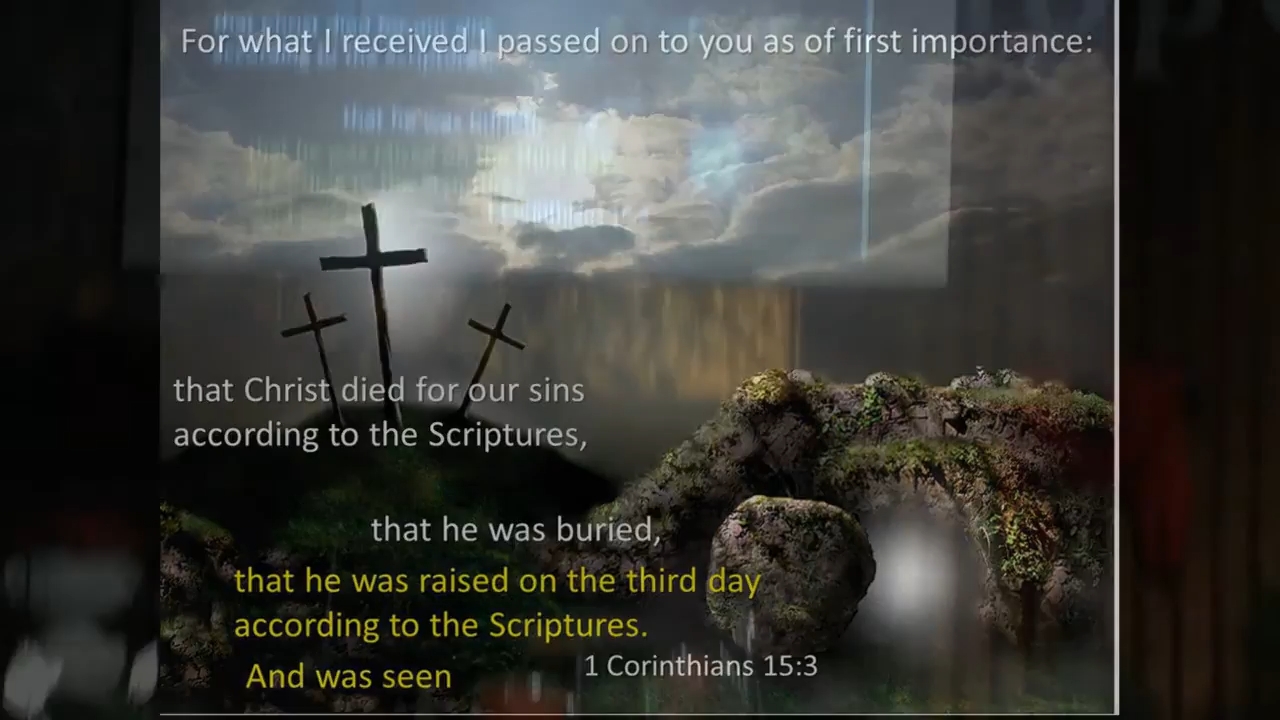 For what I received I passed on to you as of first importance:
that Christ died for our sins
according to the Scriptures,
that he was buried,
that he was raised on the third day
according to the Scriptures.
And was seen
1 Corinthians 15:3